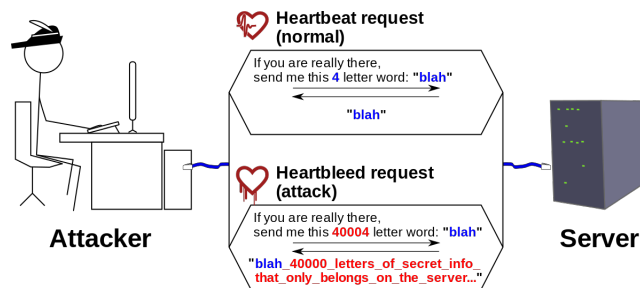 Heartbeat request
(normal)
If you are really there,
send me this 4 letter word: "blah"
"blah"
Heartbleed request
(attack)
If you are really there,
send me this 40004 letter word: "blah"
"blah_40000_letters_of_secret_info_
that_only_belongs_on_the_server..."
Attacker
Server